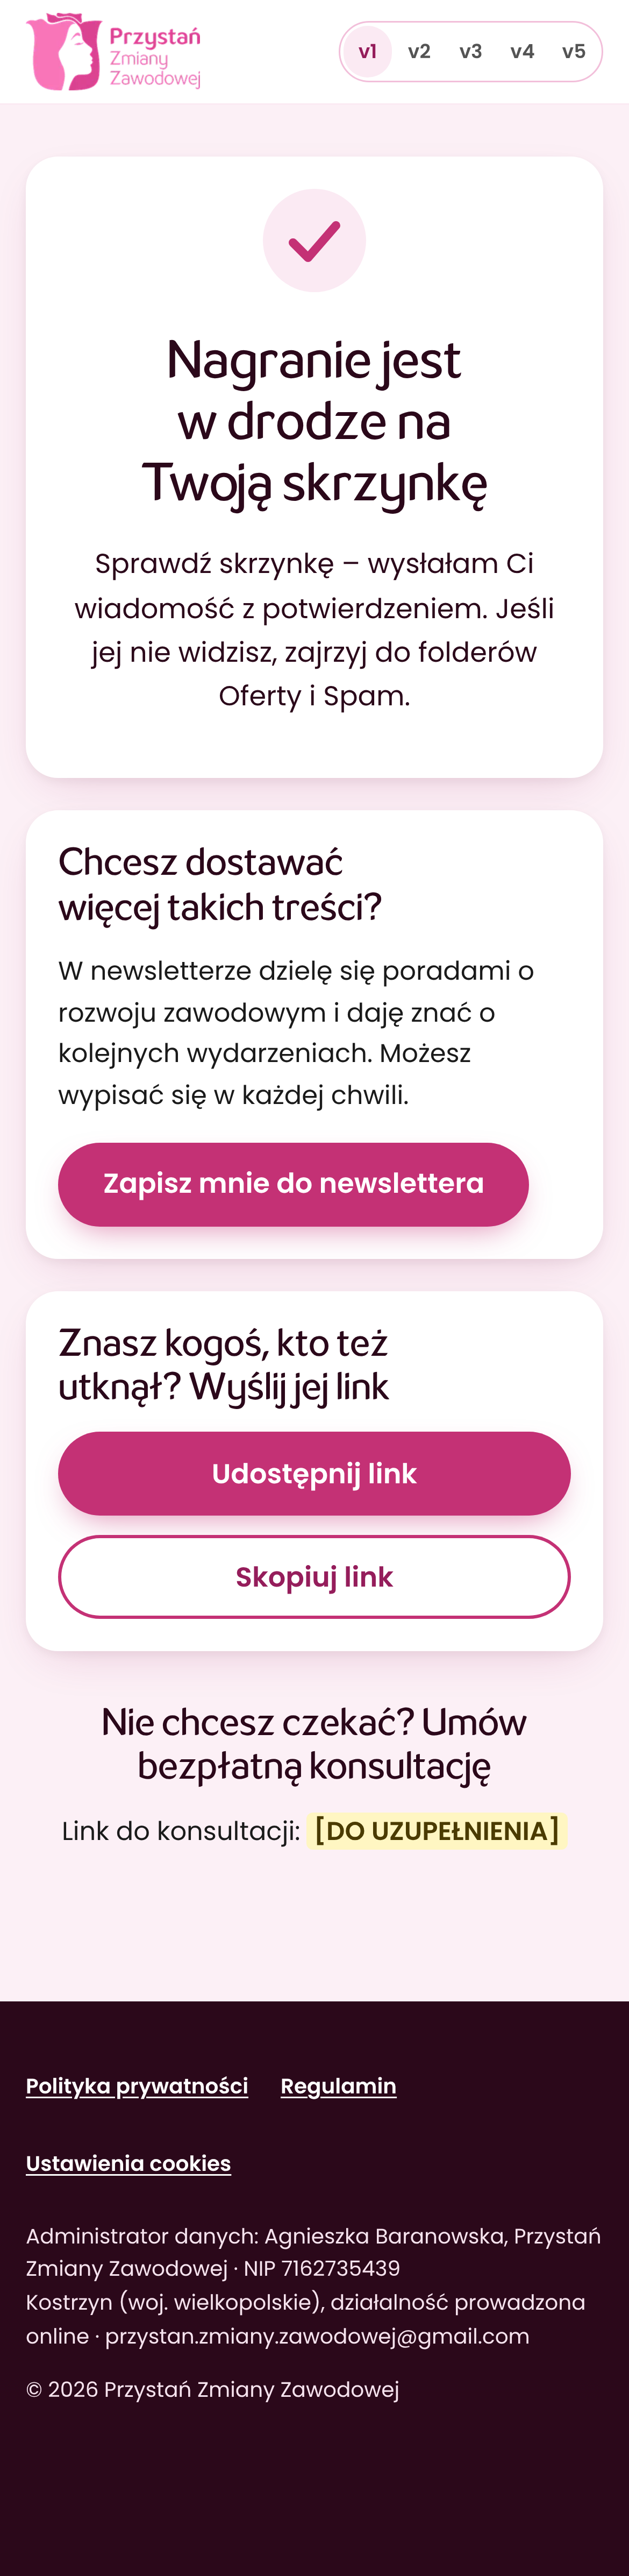 Przystań
Zmiany
Zawodowej
v1 v2 v3 v4 v5
Nagranie jest
w drodze na
Twoją skrzynkę
Sprawdź skrzynkę – wysłałam Ci
wiadomość z potwierdzeniem. Jeśli
jej nie widzisz, zajrzyj do folderów
Oferty i Spam.
Chcesz dostawać
więcej takich treści?
W newsletterze dzielę się poradami o
rozwoju zawodowym i daję znać o
kolejnych wydarzeniach. Możesz
wypisać się w każdej chwili.
Zapisz mnie do newslettera
Znasz kogoś, kto też
utknął? Wyślij jej link
Udostępnij link
Skopiuj link
Nie chcesz czekać? Umów
bezpłatną konsultację
Link do konsultacji: [DO UZUPEŁNIENIA]
Polityka prywatności Regulamin
Ustawienia cookies
Administrator danych: Agnieszka Baranowska, Przystań
Zmiany Zawodowej · NIP 7162735439
Kostrzyn (woj. wielkopolskie), działalność prowadzona
online · przystan.zmiany.zawodowej@gmail.com
© 2026 Przystań Zmiany Zawodowej